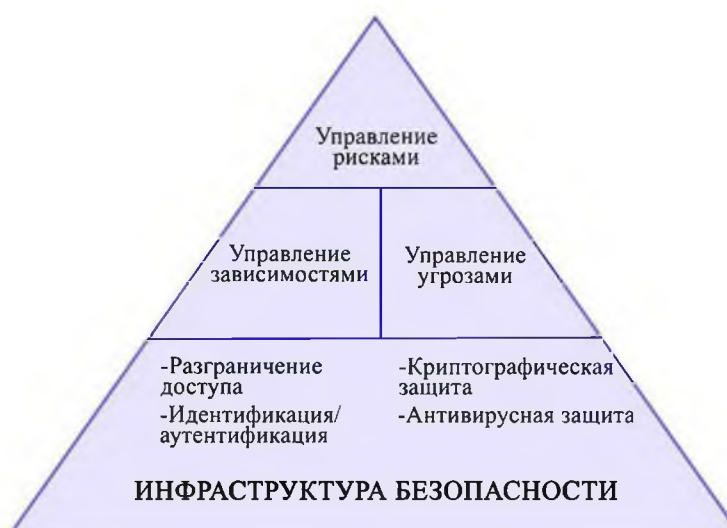 Управление
рисками
Управление
зависимостями
Управление
угрозами
-Разграничение
доступа
-Идентификация/
аутентификация
-Криптографическая
защита
-Антивирусная защита
ИНФРАСТРУКТУРА БЕЗОПАСНОСТИ